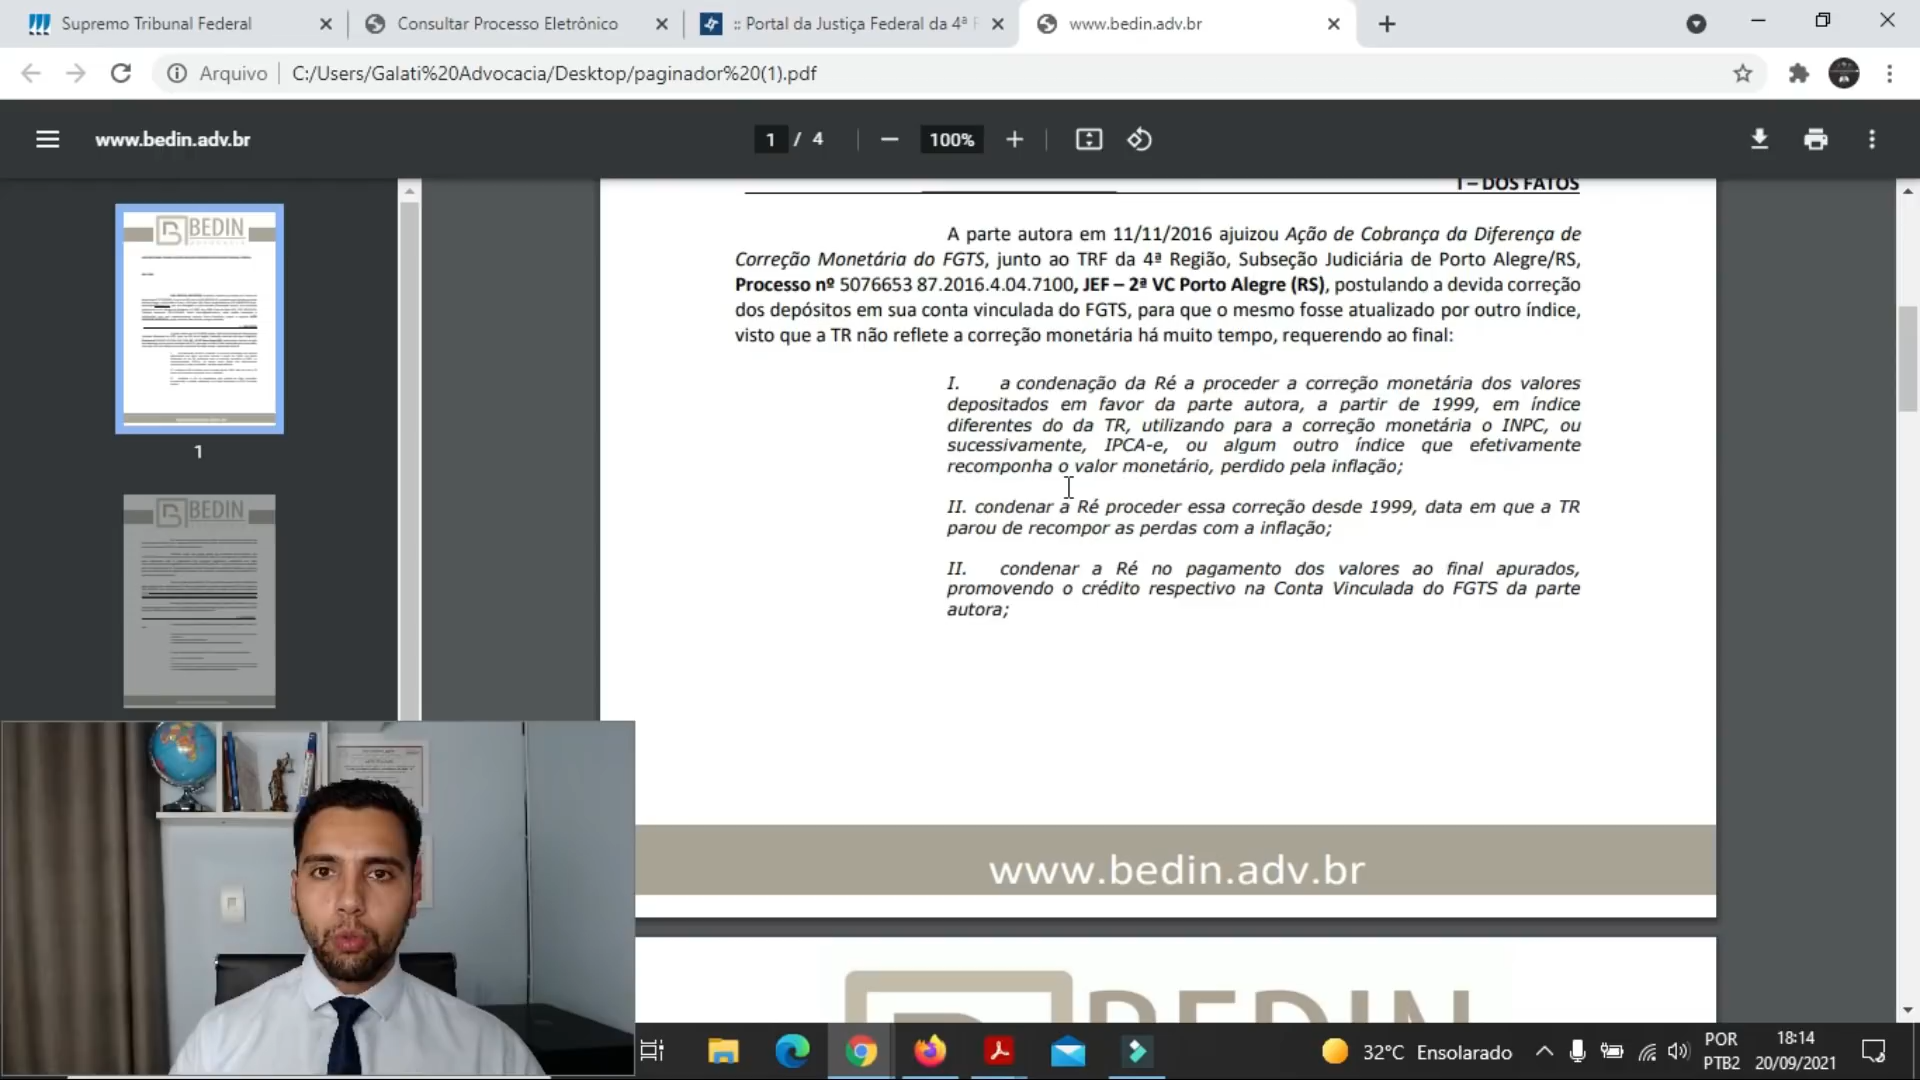 Supremo Tribunal Federal
Consultar Processo Eletrônico
:: Portal da Justiça Federal da 4ª
www.bedin.adv.br
Arquivo
C:/Users/Galati%20Advocacia/Desktop/paginador%20(1).pdf
www.bedin.adv.br
1 / 4
100%
BEDIN
1
BEDIN
I – DOS FATOS
A parte autora em 11/11/2016 ajuizou Ação de Cobrança da Diferença de
Correção Monetária do FGTS, junto ao TRF da 4ª Região, Subseção Judiciária de Porto Alegre/RS,
Processo nº 5076653 87.2016.4.04.7100, JEF – 2ª VC Porto Alegre (RS), postulando a devida correção
dos depósitos em sua conta vinculada do FGTS, para que o mesmo fosse atualizado por outro índice,
visto que a TR não reflete a correção monetária há muito tempo, requerendo ao final:
I. a condenação da Ré a proceder a correção monetária dos valores
depositados em favor da parte autora, a partir de 1999, em índice
diferentes do da TR, utilizando para a correção monetária o INPC, ou
sucessivamente, IPCA-e, ou algum outro índice que efetivamente
recomponha o valor monetário, perdido pela inflação;
II. condenar a Ré proceder essa correção desde 1999, data em que a TR
parou de recompor as perdas com a inflação;
II. condenar a Ré no pagamento dos valores ao final apurados,
promovendo o crédito respectivo na Conta Vinculada do FGTS da parte
autora;
www.bedin.adv.br
BEDIN
32°C Ensolarado
POR
PTB2
18:14
20/09/2021